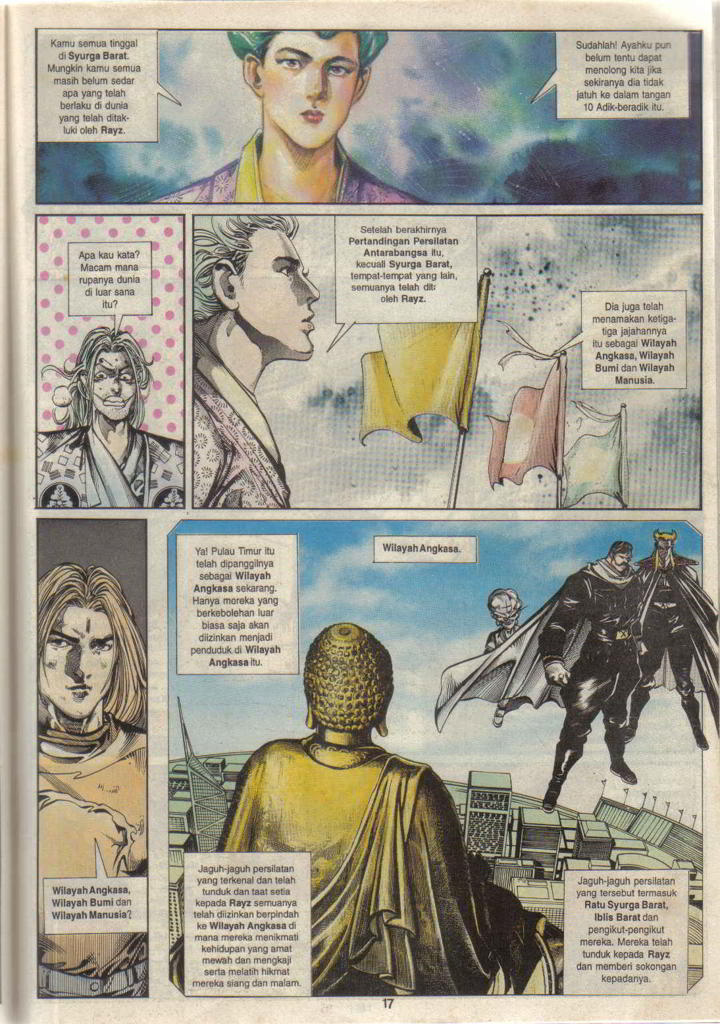 Kamu semua tinggal
di Syurga Barat.
Mungkin kamu semua
masih belum sedar
apa yang telah
berlaku di dunia
yang telah ditak-
luki oleh Rayz.
Sudahlah! Ayahku pun
belum tentu dapat
menolong kita jika
sekiranya dia tidak
jatuh ke dalam tangan
10 Adik-beradik itu.
Apa kau kata?
Macam mana
rupanya dunia
di luar sana
itu?
Setelah berakhirnya
Pertandingan Persilatan
Antarabangsa itu,
kecuali Syurga Barat,
tempat-tempat yang lain,
semuanya telah
oleh Rayz.
Dia juga telah
menamakan ketiga-
tiga jajahannya
itu sebagai Wilayah
Angkasa, Wilayah
Bumi dan Wilayah
Manusia.
Wilayah Angkasa,
Wilayah Bumi dan
Wilayah Manusia?
Ya! Pulau Timur itu
telah dipanggilnya
sebagai Wilayah
Angkasa sekarang.
Hanya mereka yang
berkebolehan luar
biasa saja akan
diizinkan menjadi
penduduk di Wilayah
Angkasa itu.
Wilayah Angkasa.
Jaguh-jaguh persilatan
yang terkenal dan telah
tunduk dan taat setia
kepada Rayz semuanya
telah diizinkan berpindah
ke Wilayah Angkasa di
mana mereka menikmati
kehidupan yang amat
mewah dan mengkaji
serta melatih hikmat
mereka siang dan malam.
Jaguh-jaguh persilatan
yang tersebut termasuk
Ratu Syurga Barat,
Iblis Barat dan
pengikut-pengikut
mereka. Mereka telah
tunduk kepada Rayz
dan memberi sokongan
kepadanya.
17